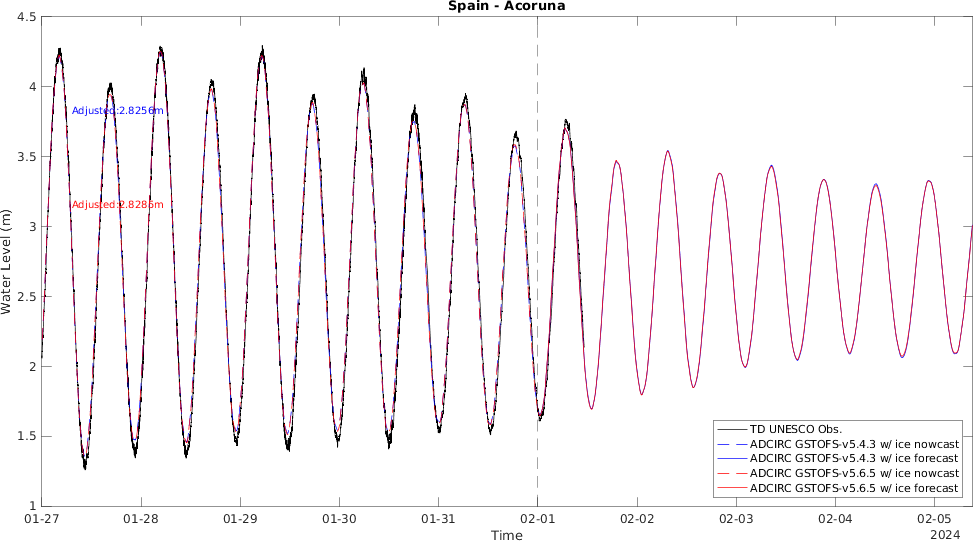 Spain - Acoruna
4.5
4
3.5
3
2.5
2
1.5
1
Water Level (m)
Adjusted:2.8256m
Adjusted:2.8286m
TD UNESCO Obs.
ADCIRC GSTOFS-v5.4.3 w/ ice nowcast
ADCIRC GSTOFS-v5.4.3 w/ ice forecast
ADCIRC GSTOFS-v5.6.5 w/ ice nowcast
ADCIRC GSTOFS-v5.6.5 w/ ice forecast
01-27 01-28 01-29 01-30 01-31 02-01 02-02 02-03 02-04 02-05
Time
2024